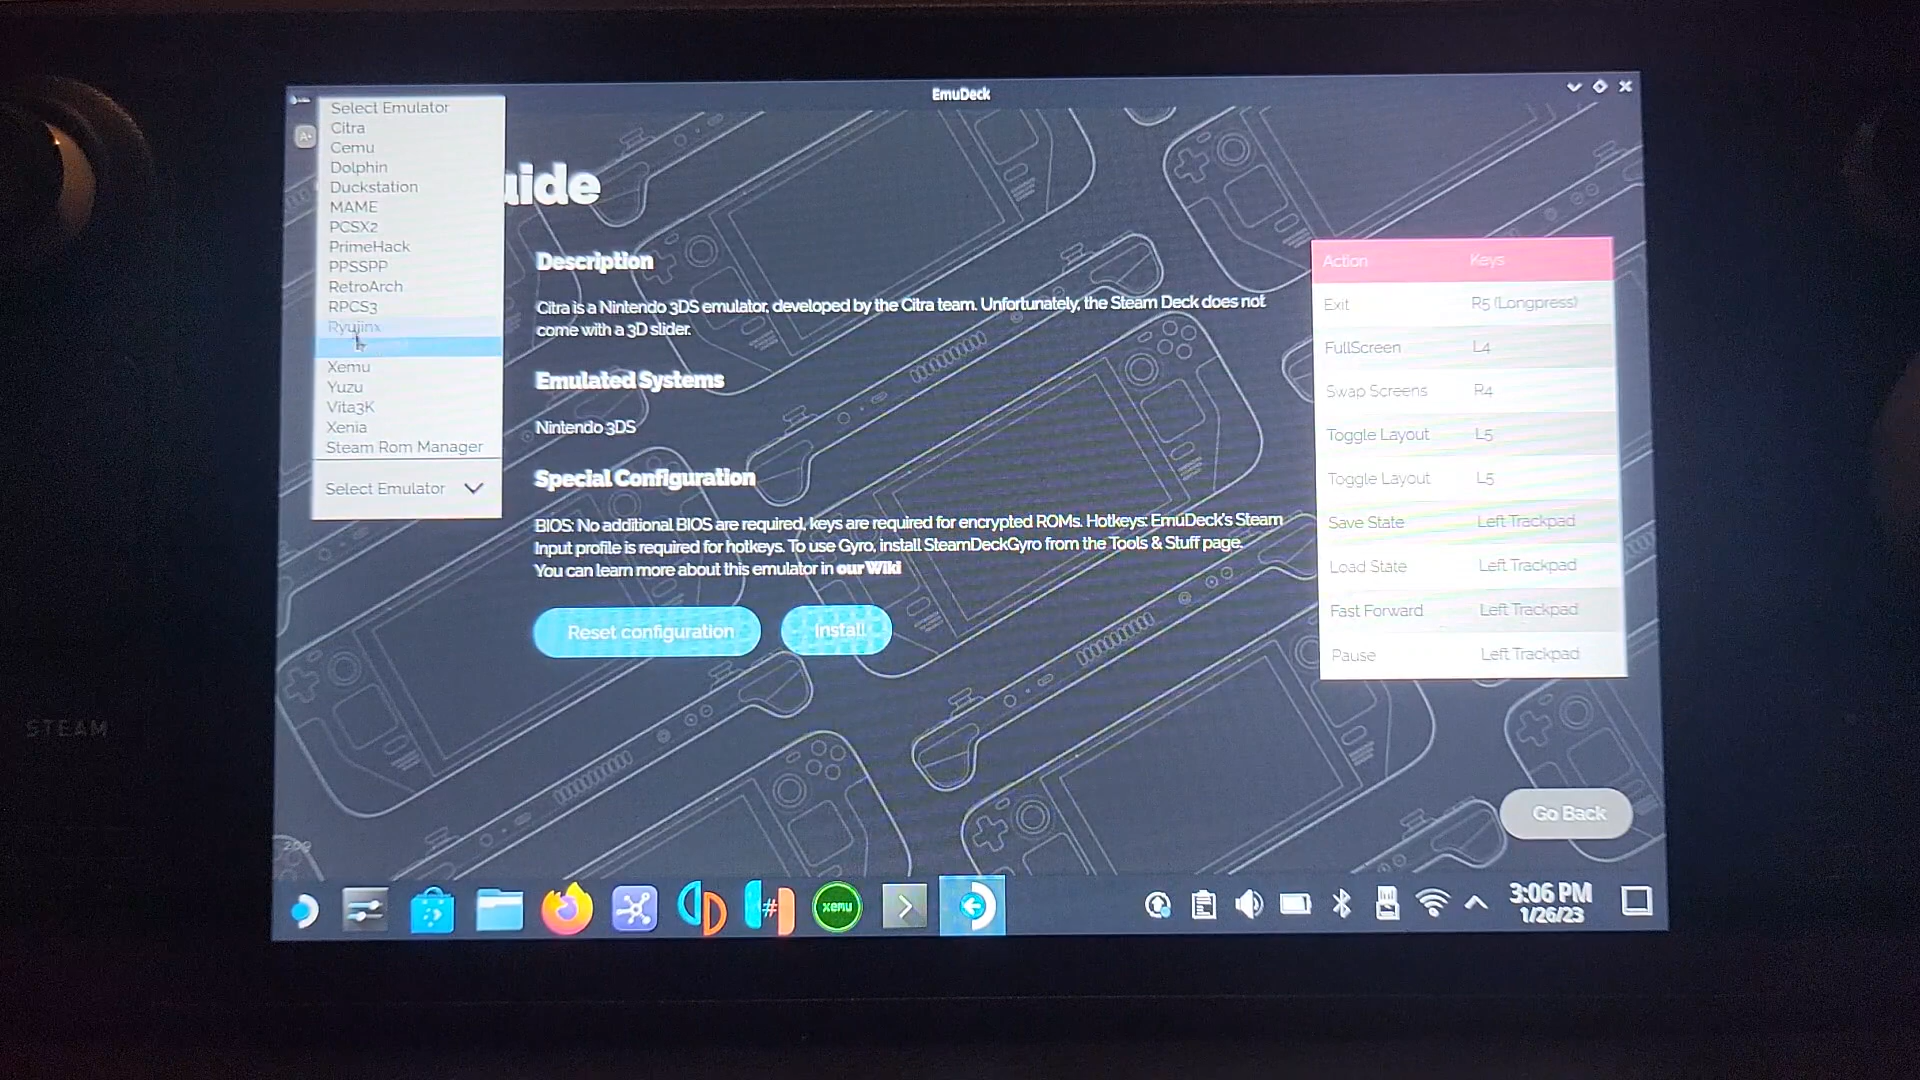 EmuDeck
Select Emulator
Citra
Cemu
Dolphin
Duckstation
MAME
PCSX2
PrimeHack
PPSSPP
RetroArch
RPCS3
Ryujinx
Xemu
Yuzu
Vita3K
Xenia
Steam Rom Manager
Select Emulator
A+
uide
Description
Citra is a Nintendo 3DS emulator, developed by the Citra team. Unfortunately, the Steam Deck does not
come with a 3D slider.
Emulated Systems
Nintendo 3DS
Special Configuration
BIOS: No additional BIOS are required, keys are required for encrypted ROMs. Hotkeys: EmuDeck's Steam
Input profile is required for hotkeys. To use Gyro, install SteamDeckGyro from the Tools & Stuff page.
You can learn more about this emulator in our Wiki
Reset configuration
Install
Action Keys
Exit R5 (Longpress)
FullScreen L4
Swap Screens R4
Toggle Layout L5
Toggle Layout L5
Save State Left Trackpad
Load State Left Trackpad
Fast Forward Left Trackpad
Pause Left Trackpad
Go Back
STEAM
#
xemu
3:06 PM
1/26/23